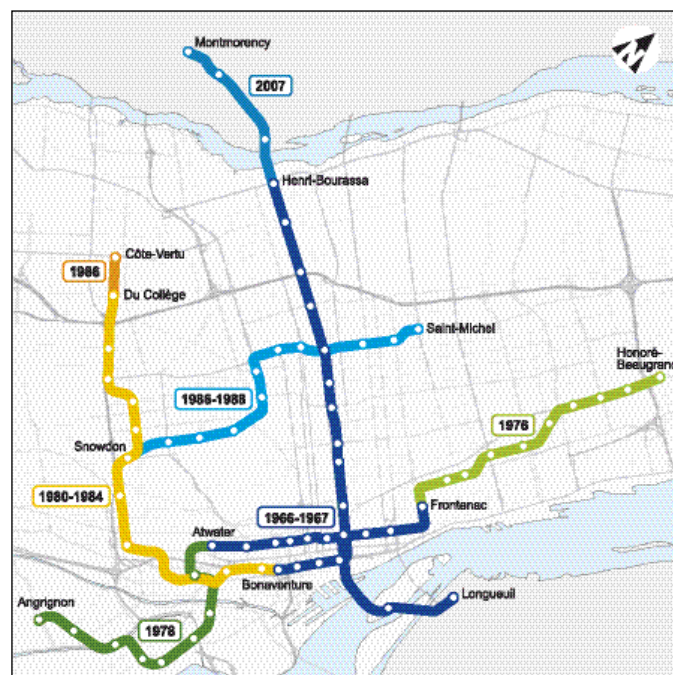 Montmorency
2007
Henri-Bourassa
Côte-Vertu
1986
Du Collège
Saint-Michel
Honoré-
Beaugrand
1986-1988
1976
Snowdon
1980-1984
1966-1967
Frontenac
Atwater
Bonaventure
Longueuil
Angrignon
1978
M